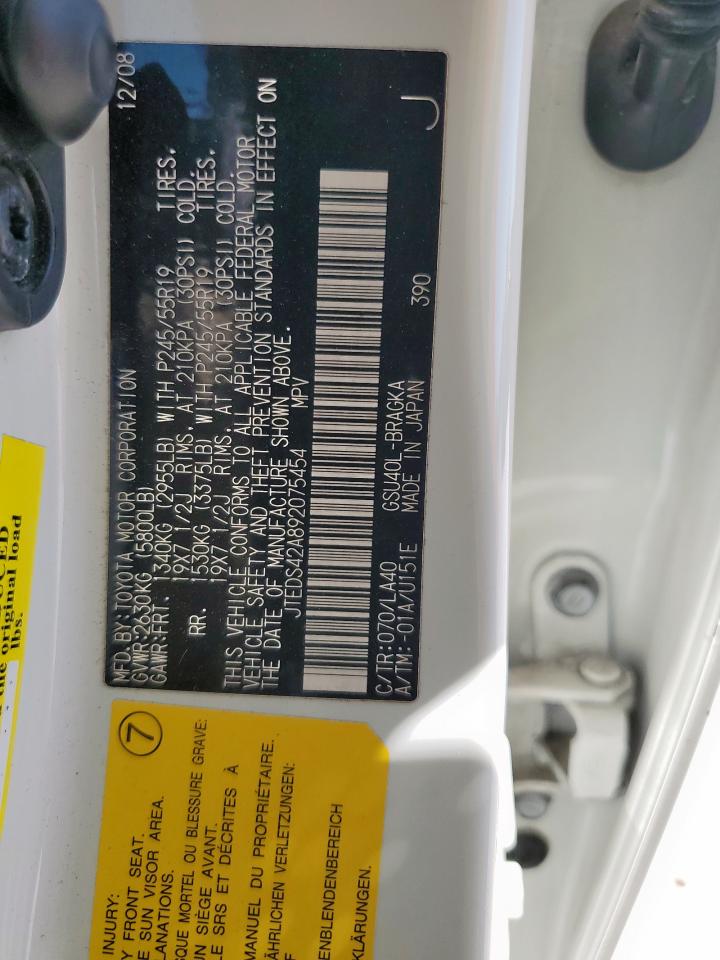 MFD. BY: TOYOTA MOTOR CORPORATION 12/08
GVWR: 2630KG (5800LB)
GAWR: FRT. 1340KG (2955LB) WITH P245/55R19 TIRES.
19X7 1/2J RIMS. AT 210KPA (30PSI) COLD.
RR. 1530KG (3375LB) WITH P245/55R19 TIRES.
19X7 1/2J RIMS. AT 210KPA (30PSI) COLD.
THIS VEHICLE CONFORMS TO ALL APPLICABLE FEDERAL MOTOR
VEHICLE SAFETY AND THEFT PREVENTION STANDARDS IN EFFECT ON
THE DATE OF MANUFACTURE SHOWN ABOVE.
JTEDS42A892075454 MPV
C/TR: 070/LA40 GSU40L-BRAGKA
A/TM: -01A/U151E MADE IN JAPAN 390 J
7
INJURY:
FRONT SEAT.
SUN VISOR AREA.
MORTEL OU BLESSURE GRAVE:
SIÈGE AVANT.
SRS ET DÉCRITES À
MANUEL DU PROPRIÉTAIRE.
VERLETZUNGEN:
the original load
lbs.